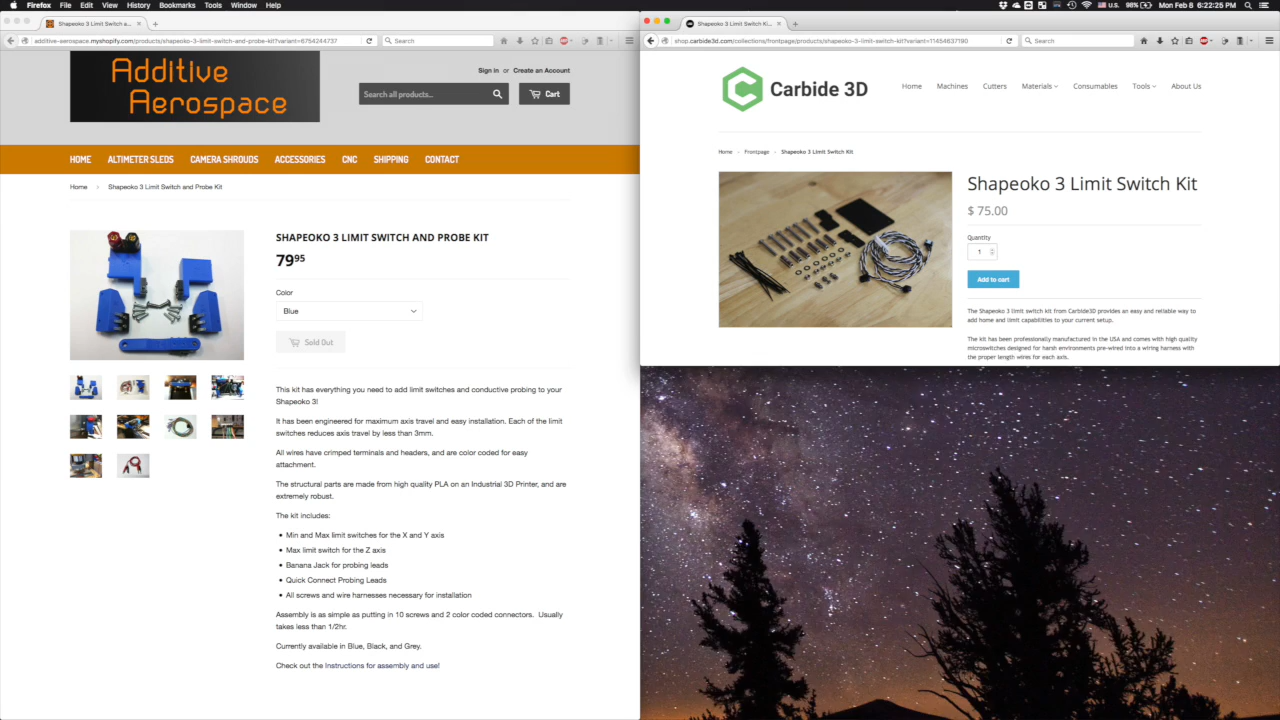 Firefox File Edit View History Bookmarks Tools Window Help
U.S. 98% Mon Feb 8 6:22:25 PM
Shapeoko 3 Limit Switch a...
additive-aerospace.myshopify.com/products/shapeoko-3-limit-switch-and-probe-kit?variant=6754244737
Search
Additive
Aerospace
Sign in or Create an Account
Search all products...
Cart
HOME ALTIMETER SLEDS CAMERA SHROUDS ACCESSORIES CNC SHIPPING CONTACT
Home › Shapeoko 3 Limit Switch and Probe Kit
SHAPEOKO 3 LIMIT SWITCH AND PROBE KIT
79 95
Color
Blue
Sold Out
This kit has everything you need to add limit switches and conductive probing to your
Shapeoko 3!
It has been engineered for maximum axis travel and easy installation. Each of the limit
switches reduces axis travel by less than 3mm.
All wires have crimped terminals and headers, and are color coded for easy
attachment.
The structural parts are made from high quality PLA on an Industrial 3D Printer, and are
extremely robust.
The kit includes:
• Min and Max limit switches for the X and Y axis
• Max limit switch for the Z axis
• Banana Jack for probing leads
• Quick Connect Probing Leads
• All screws and wire harnesses necessary for installation
Assembly is as simple as putting in 10 screws and 2 color coded connectors. Usually
takes less than 1/2hr.
Currently available in Blue, Black, and Grey.
Check out the Instructions for assembly and use!
Shapeoko 3 Limit Switch Ki...
shop.carbide3d.com/collections/frontpage/products/shapeoko-3-limit-switch-kit?variant=11454637190
Search
Carbide 3D
Home Machines Cutters Materials Consumables Tools About Us
Home Frontpage Shapeoko 3 Limit Switch Kit
Shapeoko 3 Limit Switch Kit
$ 75.00
Quantity
1
Add to cart
The Shapeoko 3 limit switch kit from Carbide3D provides an easy and reliable way to
add home and limit capabilities to your current setup.
The kit has been professionally manufactured in the USA and comes with high quality
microswitches designed for harsh environments pre-wired into a wiring harness with
the proper length wires for each axis.